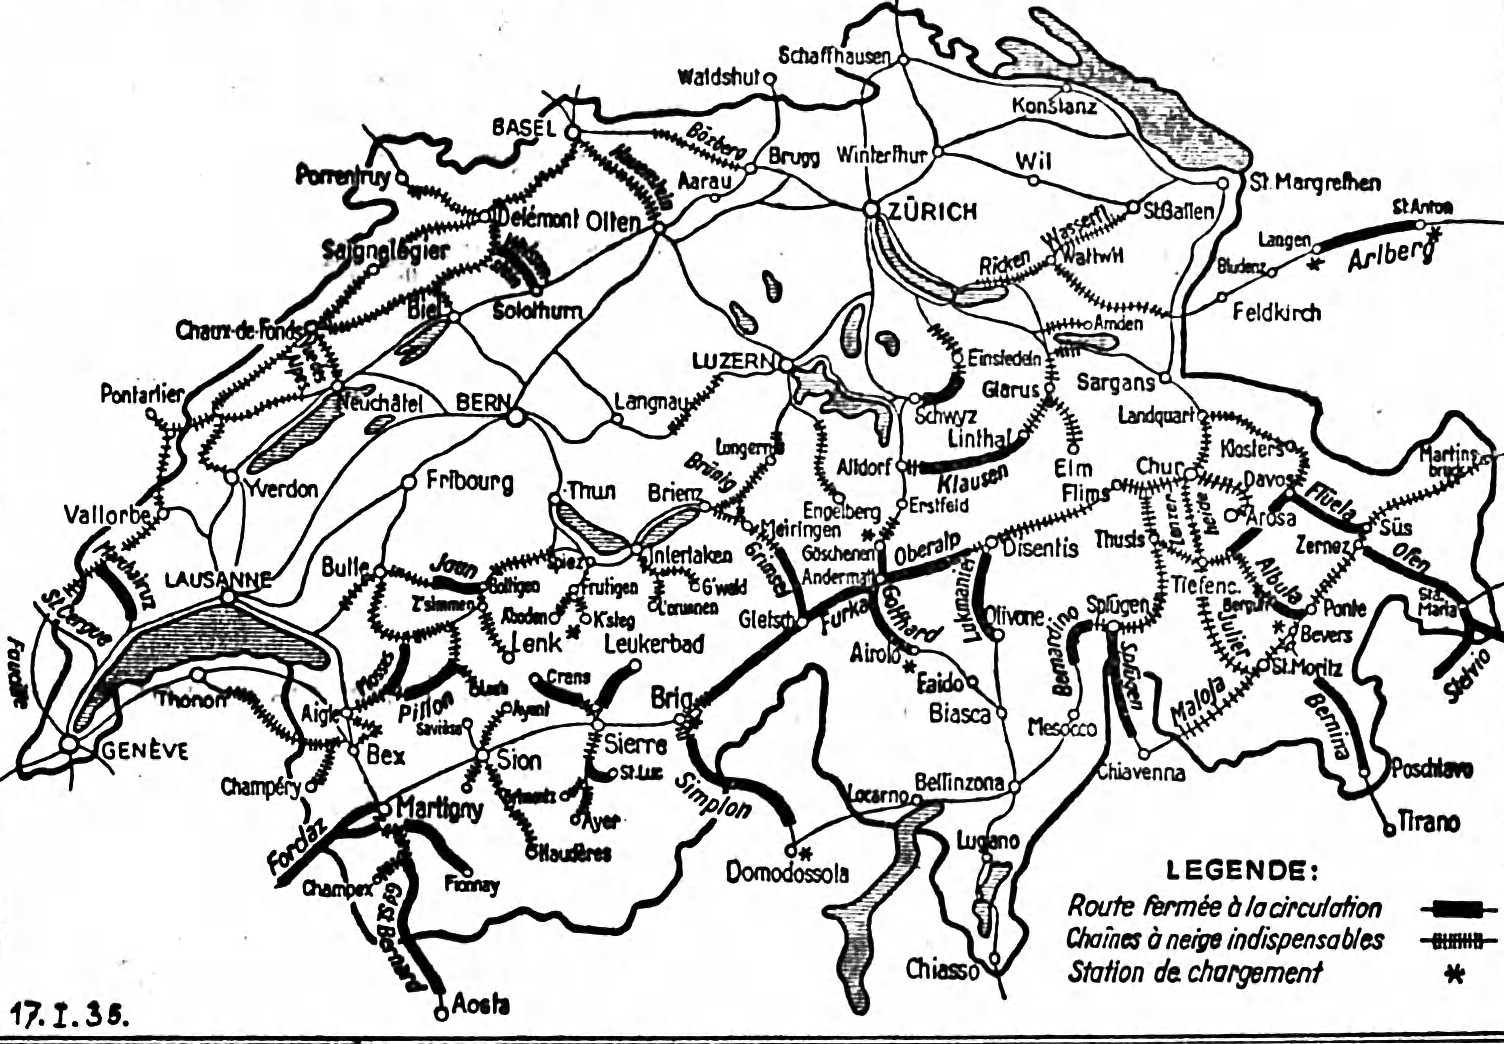 Schaffhausen
Waldshut
Konstanz
BASEL
Bözberg
Brugg
Winterthur
Wil
Hauenstein
Aarau
Porrentruy
St. Margrethen
Delémont
Olten
ZÜRICH
St Gallen
St Anton
Wasserfl.
Langen
Arlberg
Saignelégier
Weissen
stein
Ricken
Wattwil
Bludenz
Feldkirch
Biel
Solothurn
Chaux-de-Fonds
Vue des
Alpes
Amden
LUZERN
Einsiedeln
Glarus
Sargans
Pontarlier
Neuchâtel
BERN
Langnau
Schwyz
Landquart
Linthal
Lungern
Klosters
Martins
bruck
Altdorf
Klausen
Elm
Chur
Davos
Flüela
Yverdon
Fribourg
Thun
Brünig
Brienz
Engelberg
Erstfeld
Flims
Arosa
Süs
Vallorbe
Meiringen
Göschenen
Oberalp
Disentis
Thusis
Zernez
Ofen
Marchairuz
LAUSANNE
Bulle
Jaun
Boltigen
Spiez
Interlaken
Grimsel
Andermatt
Lukmanier
Tiefenc.
Albula
Sta.
Maria
St. Cergue
Z'simmen
Frutigen
G'wald
L'brunnen
K'steg
Lenk
Gletsch
Furka
Gotthard
Olivone
Bernardino
Splügen
Julier
Bergün
Ponte
Bevers
Faucille
Leukerbad
Airolo
St. Moritz
Stelvio
Mosses
Pillon
Crans
Brig
Faido
Biasca
Splügen
Maloja
Bernina
Thonon
Aigle
Ayent
Savièse
Mesocco
GENÈVE
Bex
Sion
Sierre
St-Luc
Simplon
Chiavenna
Poschiavo
Champéry
Martigny
Ayer
Locarno
Bellinzona
Tirano
Forclaz
Haudères
Domodossola
Lugano
Champex
Fionnay
Gd St Bernard
LEGENDE:
Route fermée à la circulation
Chaînes à neige indispensables
Station de chargement
Chiasso
Aosta
17.I.35.